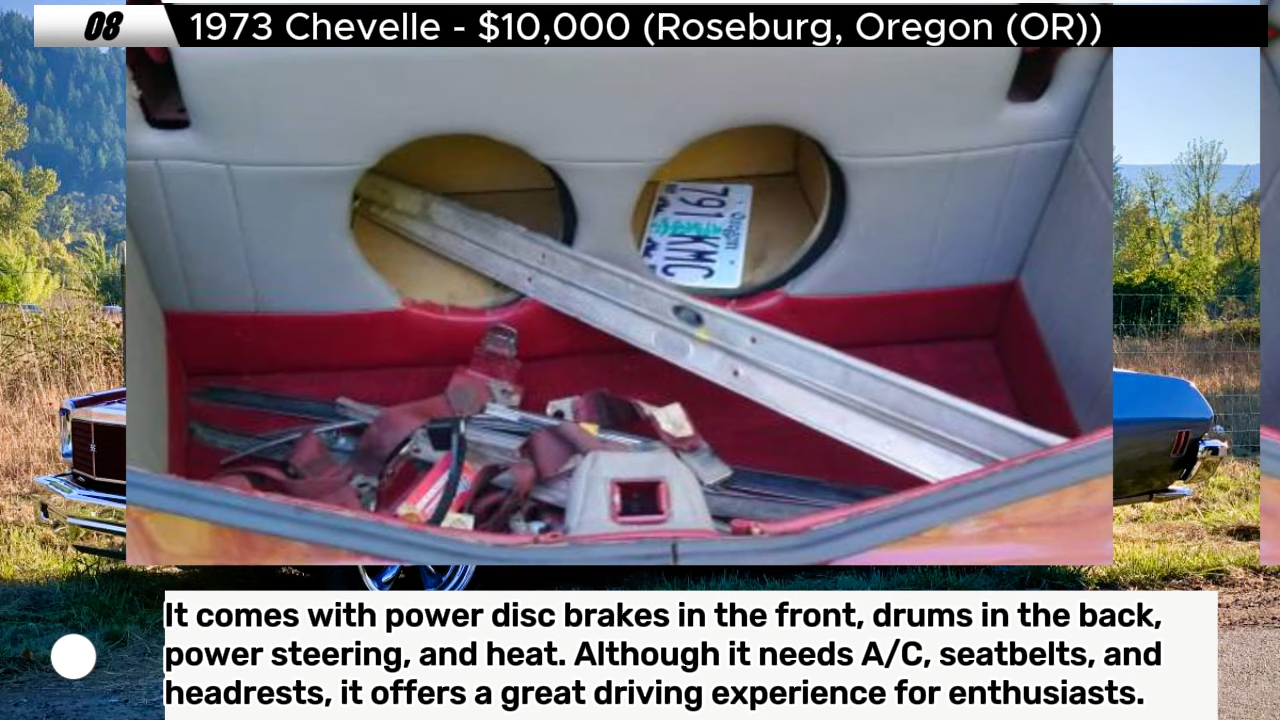 08
1973 Chevelle - $10,000 (Roseburg, Oregon (OR))
Oregon
791 KMC
It comes with power disc brakes in the front, drums in the back,
power steering, and heat. Although it needs A/C, seatbelts, and
headrests, it offers a great driving experience for enthusiasts.